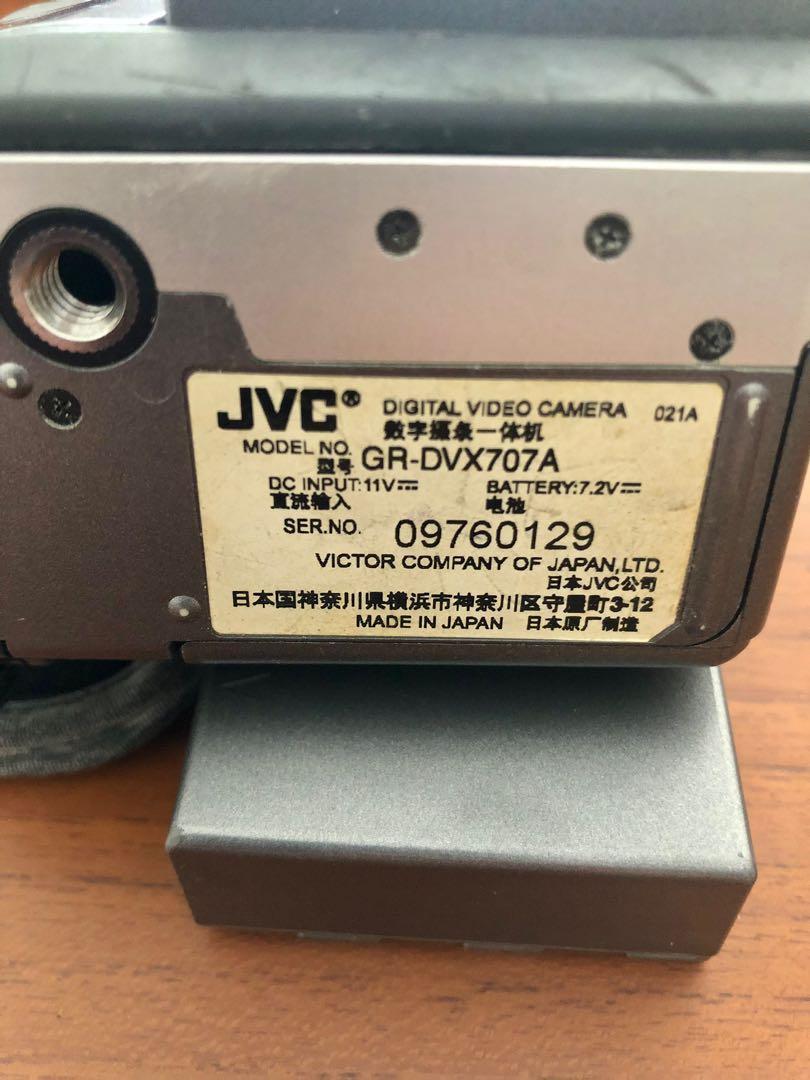 JVC® DIGITAL VIDEO CAMERA 021A
数字摄录一体机
MODEL NO. GR-DVX707A
型号
DC INPUT:11V⎓ BATTERY:7.2V⎓
直流输入 电池
SER.NO. 09760129
VICTOR COMPANY OF JAPAN,LTD.
日本JVC公司
日本国神奈川県横浜市神奈川区守屋町3-12
MADE IN JAPAN 日本原厂制造